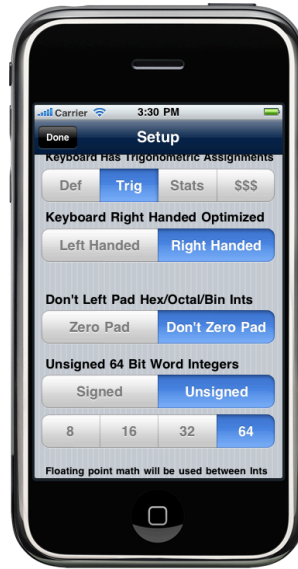 Carrier 3:30 PM
Done Setup
Keyboard Has Trigonometric Assignments
Def Trig Stats $$$
Keyboard Right Handed Optimized
Left Handed Right Handed
Don't Left Pad Hex/Octal/Bin Ints
Zero Pad Don't Zero Pad
Unsigned 64 Bit Word Integers
Signed Unsigned
8 16 32 64
Floating point math will be used between Ints